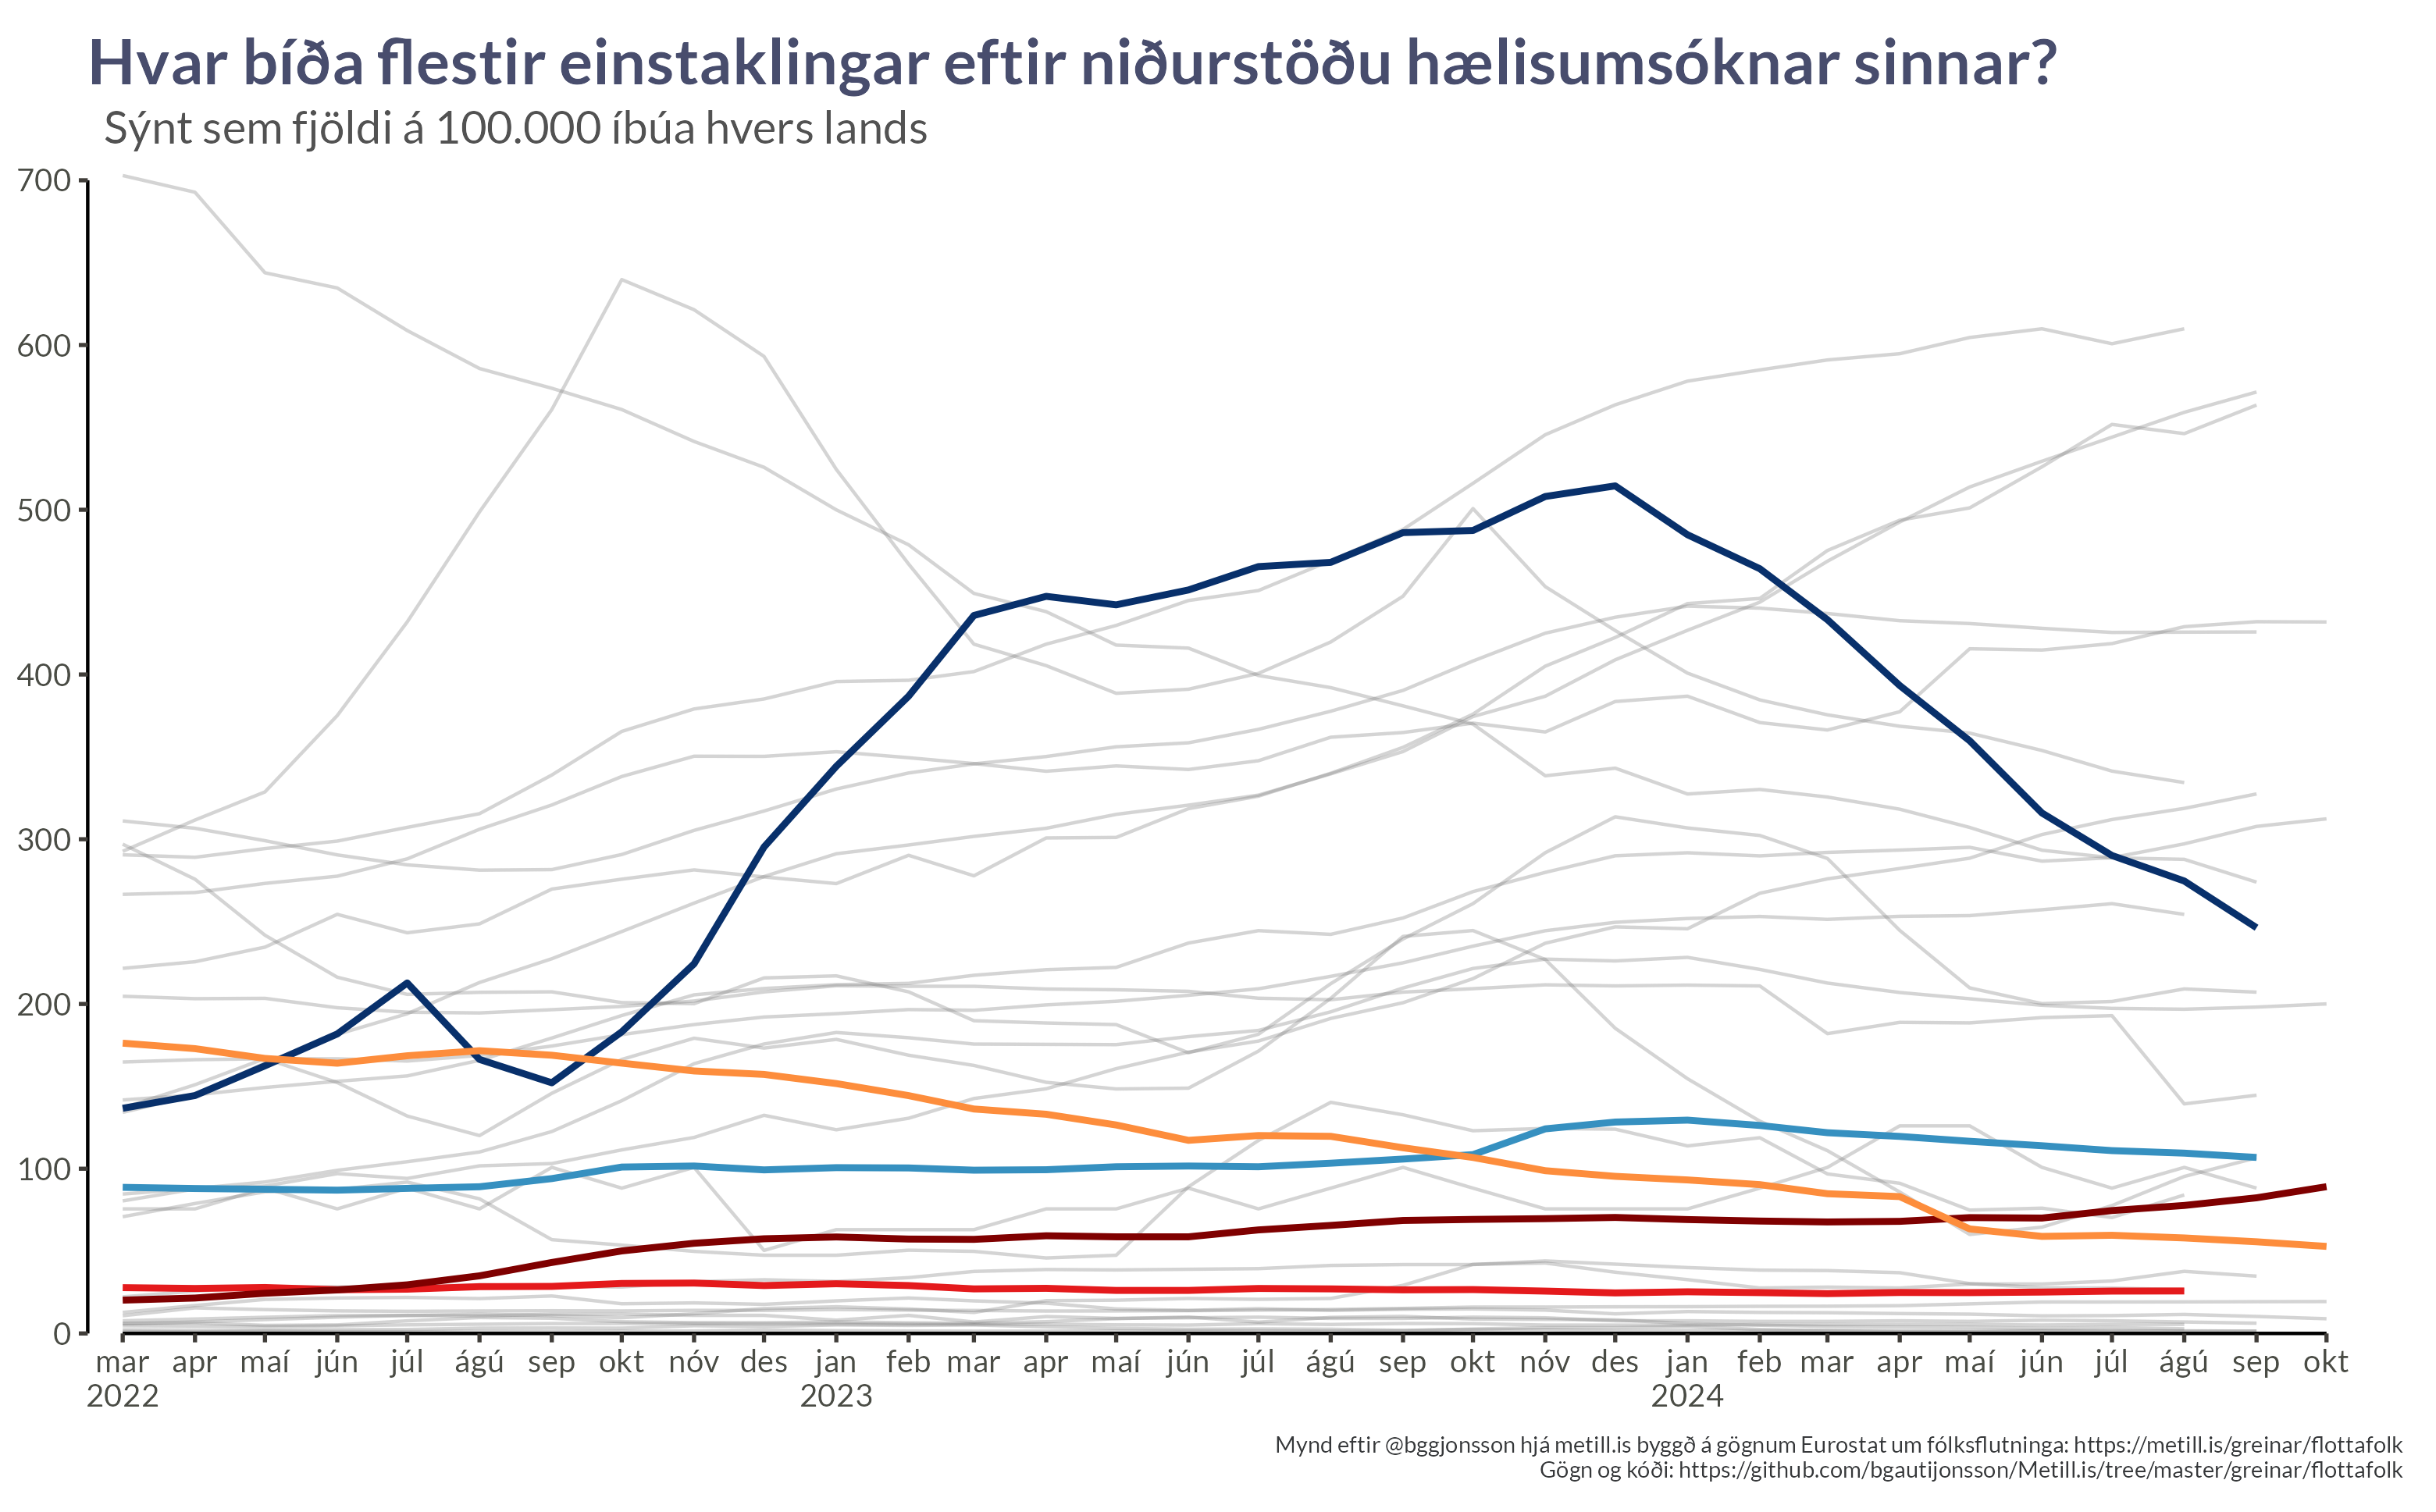 Hvar bíða flestir einstaklingar eftir niðurstöðu hælisumsóknar sinnar?
Sýnt sem fjöldi á 100.000 íbúa hvers lands
700
600
500
400
300
200
100
0
mar apr maí jún júl ágú sep okt nóv des jan feb mar apr maí jún júl ágú sep okt nóv des jan feb mar apr maí jún júl ágú sep okt
2022 2023 2024
Mynd eftir @bggjonsson hjá metill.is byggð á gögnum Eurostat um fólksflutninga: https://metill.is/greinar/flottafolk
Gögn og kóði: https://github.com/bgautijonsson/Metill.is/tree/master/greinar/flottafolk